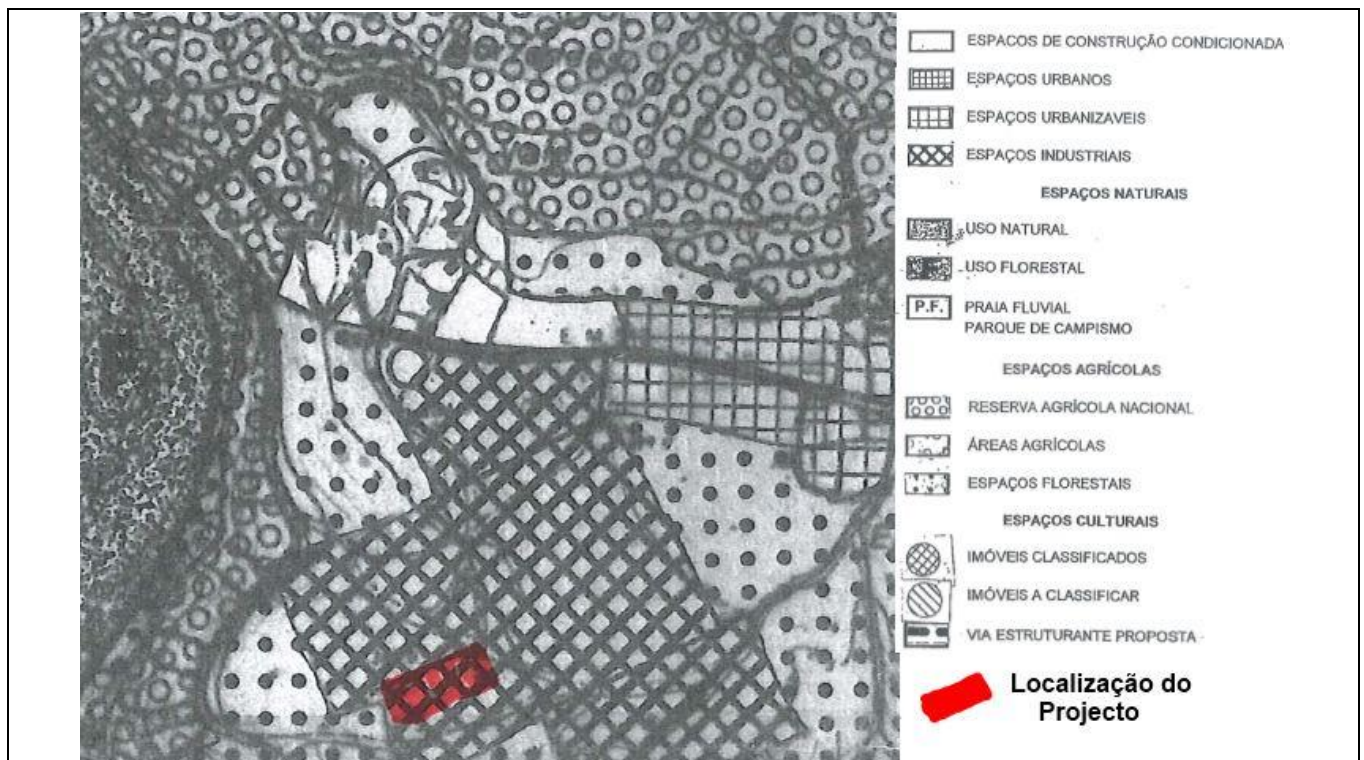 E M
ESPACOS DE CONSTRUÇÃO CONDICIONADA
ESPAÇOS URBANOS
ESPAÇOS URBANIZAVEIS
ESPAÇOS INDUSTRIAIS
ESPAÇOS NATURAIS
USO NATURAL
USO FLORESTAL
P.F. PRAIA FLUVIAL
PARQUE DE CAMPISMO
ESPAÇOS AGRÍCOLAS
RESERVA AGRÍCOLA NACIONAL
ÁREAS AGRÍCOLAS
ESPAÇOS FLORESTAIS
ESPAÇOS CULTURAIS
IMÓVEIS CLASSIFICADOS
IMÓVEIS A CLASSIFICAR
VIA ESTRUTURANTE PROPOSTA
Localização do
Projecto